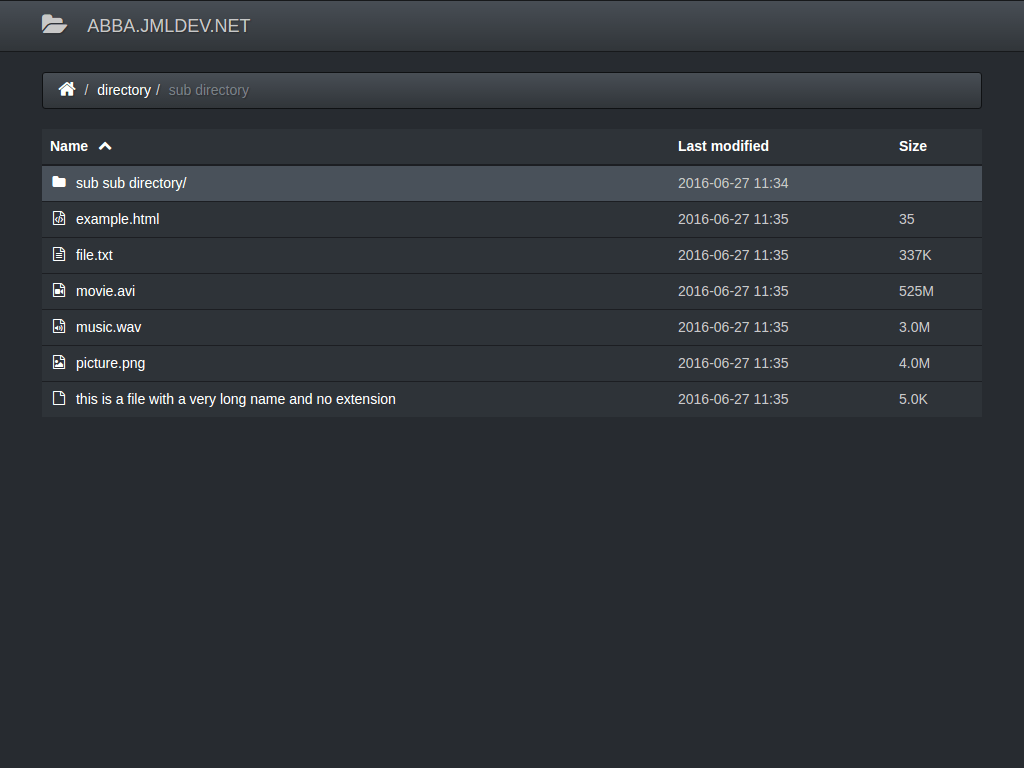 ABBA.JMLDEV.NET
/ directory / sub directory
Name Last modified Size
sub sub directory/ 2016-06-27 11:34
example.html 2016-06-27 11:35 35
file.txt 2016-06-27 11:35 337K
movie.avi 2016-06-27 11:35 525M
music.wav 2016-06-27 11:35 3.0M
picture.png 2016-06-27 11:35 4.0M
this is a file with a very long name and no extension 2016-06-27 11:35 5.0K